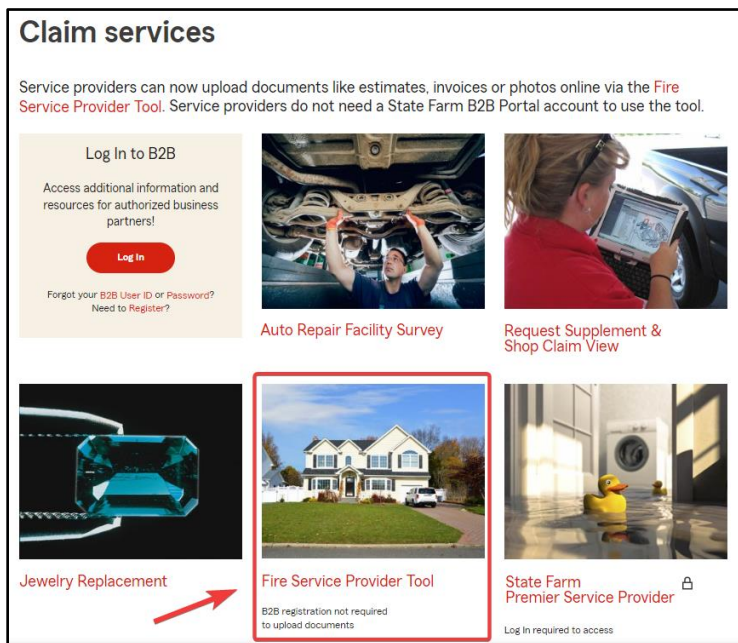 Claim services
Service providers can now upload documents like estimates, invoices or photos online via the Fire
Service Provider Tool. Service providers do not need a State Farm B2B Portal account to use the tool.
Log In to B2B
Access additional information and
resources for authorized business
partners!
Log In
Forgot your B2B User ID or Password?
Need to Register?
Auto Repair Facility Survey
Request Supplement &
Shop Claim View
Jewelry Replacement
Fire Service Provider Tool
B2B registration not required
to upload documents
State Farm
Premier Service Provider
Log In required to access